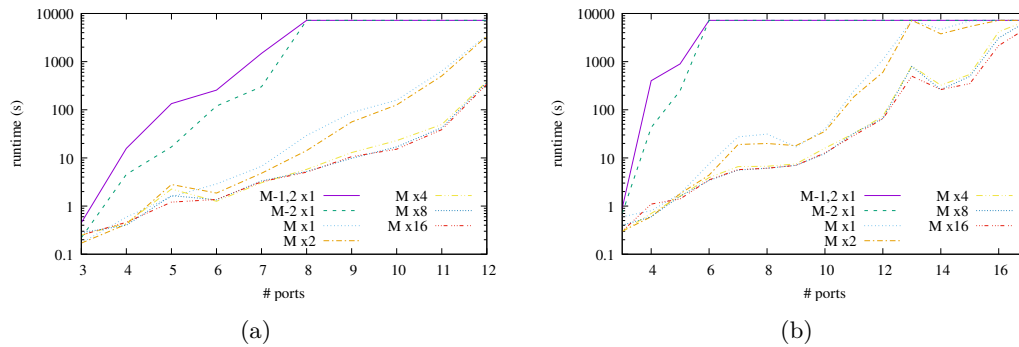 10000
1000
100
10
1
0.1
runtime (s)
3 4 5 6 7 8 9 10 11 12
# ports
M-1,2 x1
M-2 x1
M x1
M x2
M x4
M x8
M x16
(a)
10000
1000
100
10
1
0.1
runtime (s)
4 6 8 10 12 14 16
# ports
M-1,2 x1
M-2 x1
M x1
M x2
M x4
M x8
M x16
(b)